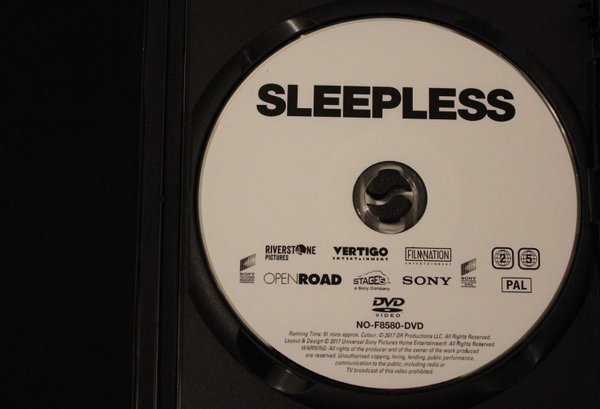 SLEEPLESS
RIVERSTONE PICTURES
VERTIGO ENTERTAINMENT
FILMNATION ENTERTAINMENT
2 5
OPEN ROAD
STAGE6
a Sony Company
SONY
PAL
DVD
VIDEO
NO-F8580-DVD
Running Time: 91 mins approx. Colour. © 2017 OR Productions LLC. All Rights Reserved.
Layout & Design © 2017 Universal Sony Pictures Home Entertainment. All Rights Reserved.
WARNING: All rights of the producer and of the owner of the work produced
are reserved. Unauthorised copying, hiring, lending, public performance,
communication to the public, including radio or
TV broadcast of this video prohibited.